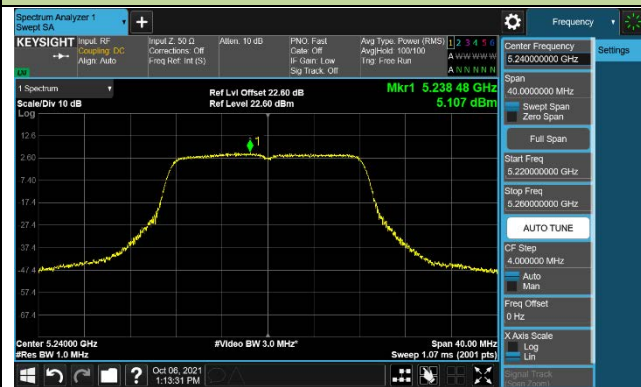 Spectrum Analyzer 1
Swept SA
Frequency
KEYSIGHT Input: RF
Coupling: DC
Align: Auto
Input Z: 50 Ω
Corrections: Off
Freq Ref: Int (S)
Atten: 10 dB
PNO: Fast
Gate: Off
IF Gain: Low
Sig Track: Off
Avg Type: Power (RMS)
Avg|Hold: 100/100
Trig: Free Run
1 2 3 4 5 6
A W W W W W
A N N N N N
LXI
1 Spectrum
Scale/Div 10 dB
Log
Ref Lvl Offset 22.60 dB
Ref Level 22.60 dBm
Mkr1 5.238 48 GHz
5.107 dBm
1
12.6
2.60
-7.40
-17.4
-27.4
-37.4
-47.4
-57.4
-67.4
Center 5.24000 GHz
#Res BW 1.0 MHz
#Video BW 3.0 MHz*
Span 40.00 MHz
Sweep 1.07 ms (2001 pts)
Oct 06, 2021
1:13:31 PM
Center Frequency
5.240000000 GHz
Settings
Span
40.0000000 MHz
Swept Span
Zero Span
Full Span
Start Freq
5.220000000 GHz
Stop Freq
5.260000000 GHz
AUTO TUNE
CF Step
4.000000 MHz
Auto
Man
Freq Offset
0 Hz
X Axis Scale
Log
Lin
Signal Track
(Span Zoom)